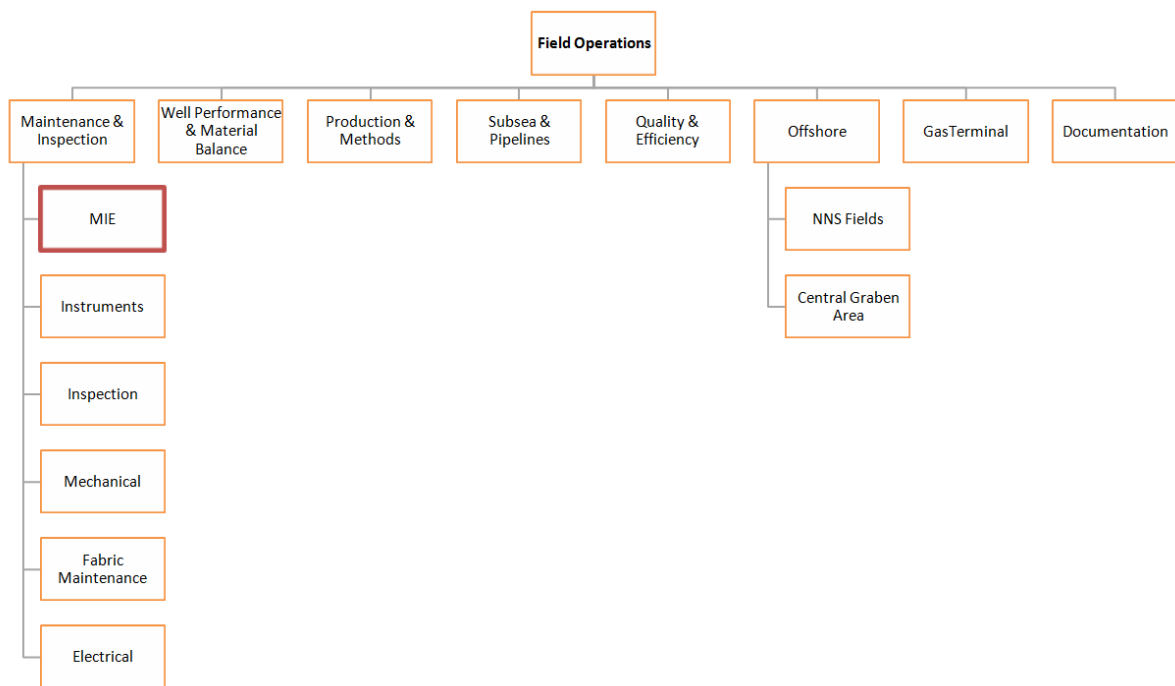 Field Operations
Maintenance &
Inspection
Well Performance
& Material
Balance
Production &
Methods
Subsea &
Pipelines
Quality &
Efficiency
Offshore
GasTerminal
Documentation
MIE
Instruments
Inspection
Mechanical
Fabric
Maintenance
Electrical
NNS Fields
Central Graben
Area